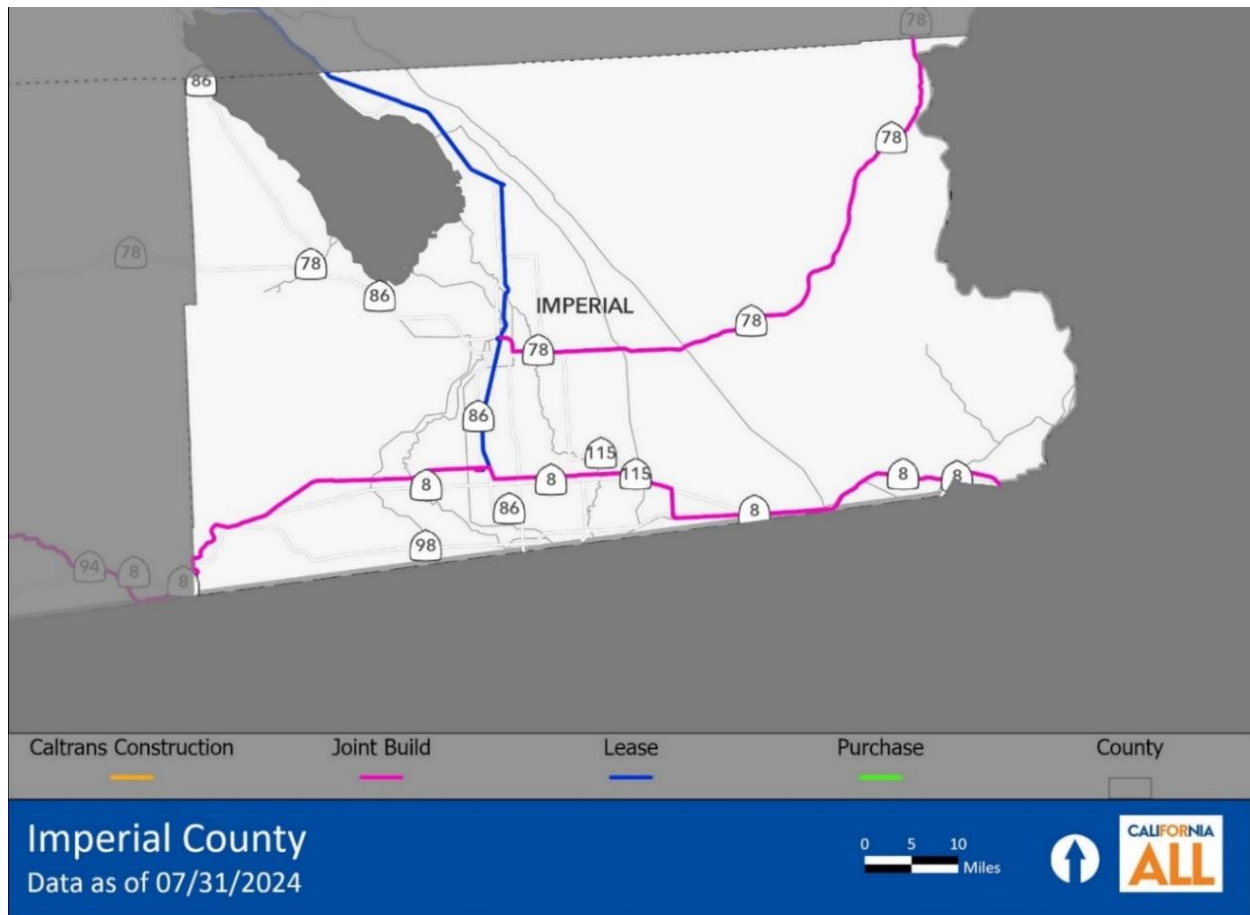 78
86
78
78
78
86
IMPERIAL
78
78
86
115
115
8
8
8
8
8
86
98
94
8
8
Caltrans Construction
Joint Build
Lease
Purchase
County
Imperial County
Data as of 07/31/2024
0 5 10
Miles
CALIFORNIA
ALL